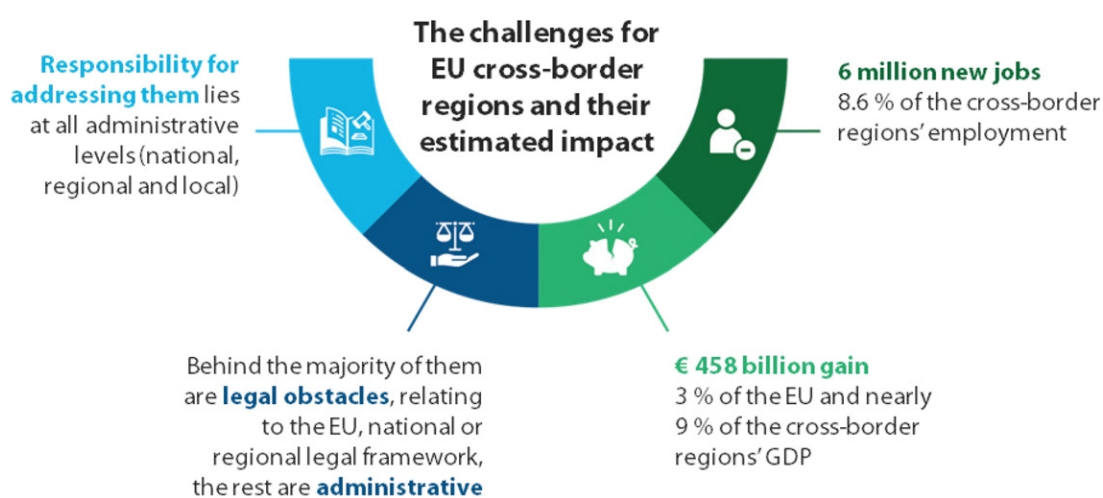 The challenges for
EU cross-border
regions and their
estimated impact
Responsibility for
addressing them lies
at all administrative
levels (national,
regional and local)
Behind the majority of them
are legal obstacles, relating
to the EU, national or
regional legal framework,
the rest are administrative
€ 458 billion gain
3 % of the EU and nearly
9 % of the cross-border
regions’ GDP
6 million new jobs
8.6 % of the cross-border
regions’ employment